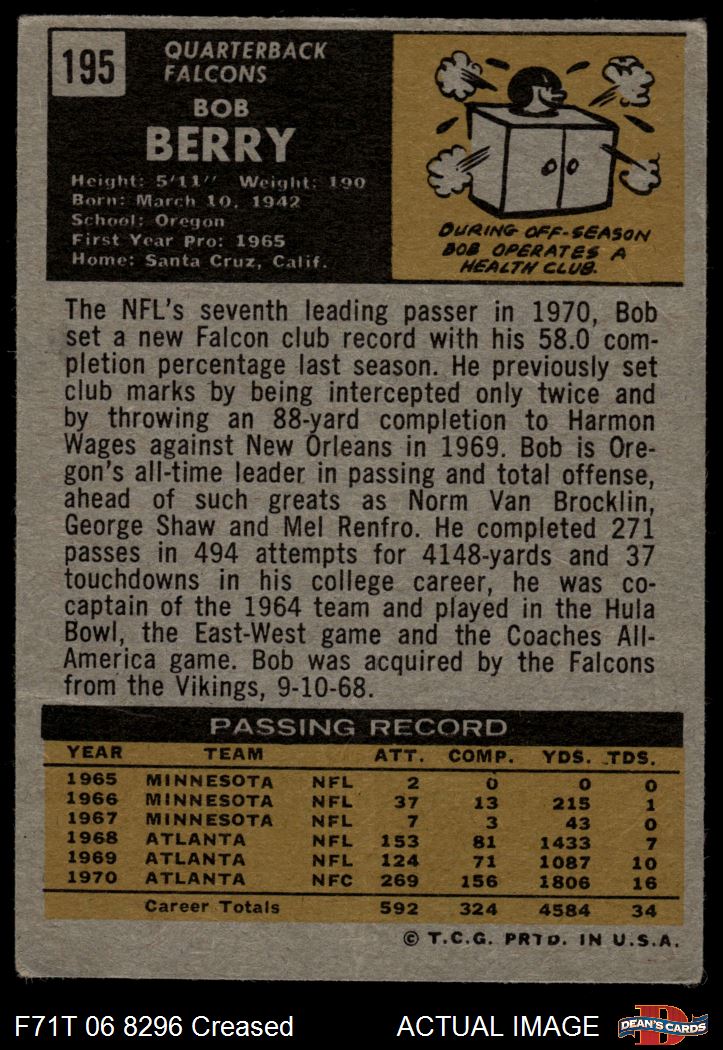 195
QUARTERBACK
FALCONS
BOB
BERRY
Height: 5'11" Weight: 190
Born: March 10, 1942
School: Oregon
First Year Pro: 1965
Home: Santa Cruz, Calif.
DURING OFF-SEASON
BOB OPERATES A
HEALTH CLUB.
The NFL's seventh leading passer in 1970, Bob
set a new Falcon club record with his 58.0 com-
pletion percentage last season. He previously set
club marks by being intercepted only twice and
by throwing an 88-yard completion to Harmon
Wages against New Orleans in 1969. Bob is Ore-
gon's all-time leader in passing and total offense,
ahead of such greats as Norm Van Brocklin,
George Shaw and Mel Renfro. He completed 271
passes in 494 attempts for 4148-yards and 37
touchdowns in his college career, he was co-
captain of the 1964 team and played in the Hula
Bowl, the East-West game and the Coaches All-
America game. Bob was acquired by the Falcons
from the Vikings, 9-10-68.
PASSING RECORD
YEAR TEAM ATT. COMP. YDS. TDS.
1965 MINNESOTA NFL 2 0 0 0
1966 MINNESOTA NFL 37 13 215 1
1967 MINNESOTA NFL 7 3 43 0
1968 ATLANTA NFL 153 81 1433 7
1969 ATLANTA NFL 124 71 1087 10
1970 ATLANTA NFC 269 156 1806 16
Career Totals 592 324 4584 34
© T.C.G. PRTD. IN U.S.A.
F71T 06 8296 Creased ACTUAL IMAGE
D
DEAN'S CARDS